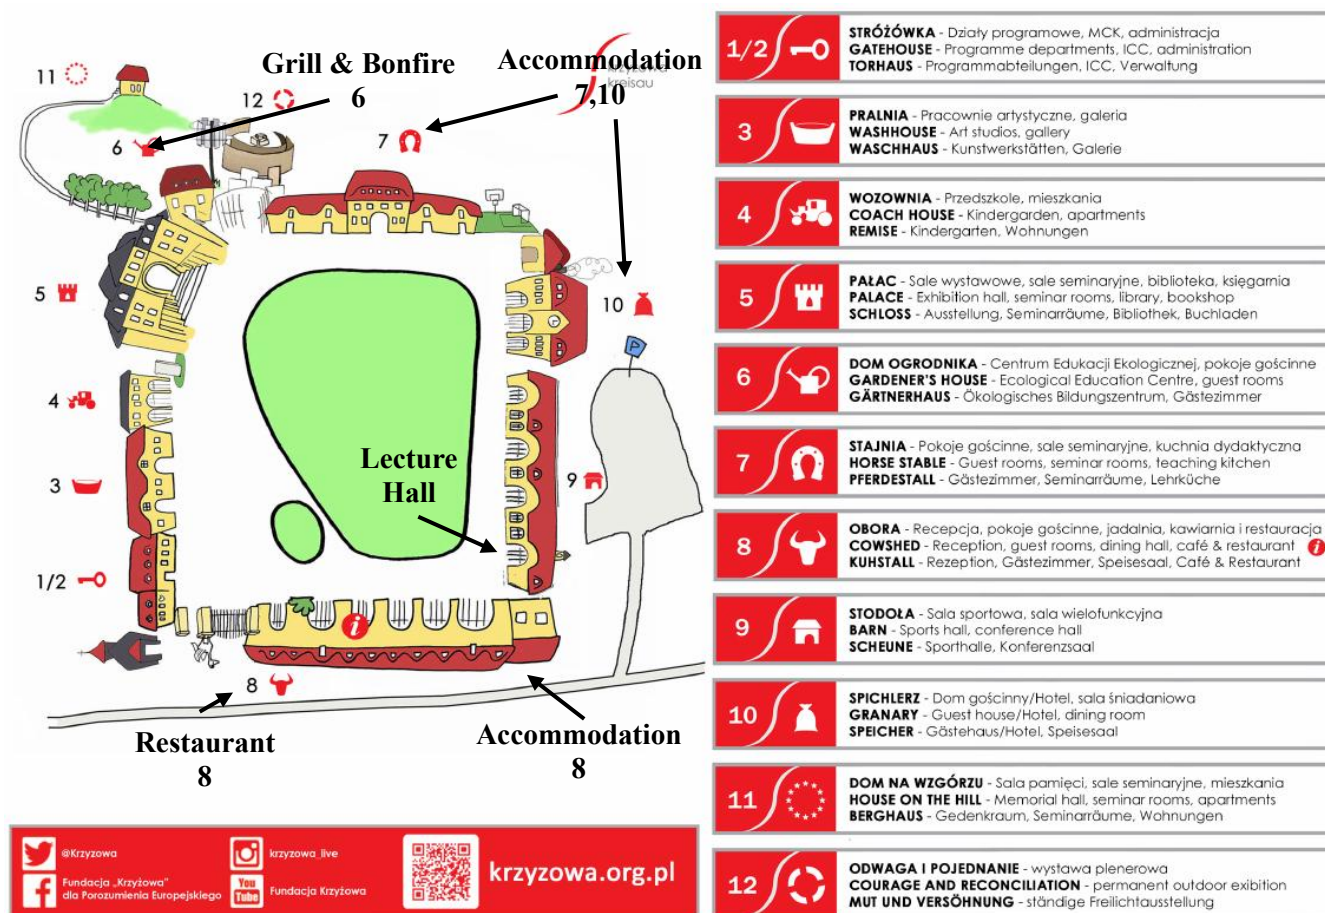 11
Grill & Bonfire
6
12
Accommodation
7,10
krzyzowa
kreisau
6
7
5
10
P
4
Lecture
Hall
9
3
1/2
i
8
Restaurant
8
Accommodation
8
@Krzyzowa
krzyzowa_live
Fundacja „Krzyżowa”
dla Porozumienia Europejskiego
You
Tube
Fundacja Krzyżowa
krzyzowa.org.pl
1/2
STRÓŻÓWKA - Działy programowe, MCK, administracja
GATEHOUSE - Programme departments, ICC, administration
TORHAUS - Programmabteilungen, ICC, Verwaltung
3
PRALNIA - Pracownie artystyczne, galeria
WASHHOUSE - Art studios, gallery
WASCHHAUS - Kunstwerkstätten, Galerie
4
WOZOWNIA - Przedszkole, mieszkania
COACH HOUSE - Kindergarden, apartments
REMISE - Kindergarten, Wohnungen
5
PAŁAC - Sale wystawowe, sale seminaryjne, biblioteka, księgarnia
PALACE - Exhibition hall, seminar rooms, library, bookshop
SCHLOSS - Ausstellung, Seminarräume, Bibliothek, Buchladen
6
DOM OGRODNIKA - Centrum Edukacji Ekologicznej, pokoje gościnne
GARDENER'S HOUSE - Ecological Education Centre, guest rooms
GÄRTNERHAUS - Ökologisches Bildungszentrum, Gästezimmer
7
STAJNIA - Pokoje gościnne, sale seminaryjne, kuchnia dydaktyczna
HORSE STABLE - Guest rooms, seminar rooms, teaching kitchen
PFERDESTALL - Gästezimmer, Seminarräume, Lehrküche
8
OBORA - Recepcja, pokoje gościnne, jadalnia, kawiarnia i restauracja
COWSHED - Reception, guest rooms, dining hall, café & restaurant i
KUHSTALL - Rezeption, Gästezimmer, Speisesaal, Café & Restaurant
9
STODOŁA - Sala sportowa, sala wielofunkcyjna
BARN - Sports hall, conference hall
SCHEUNE - Sporthalle, Konferenzsaal
10
SPICHLERZ - Dom gościnny/Hotel, sala śniadaniowa
GRANARY - Guest house/Hotel, dining room
SPEICHER - Gästehaus/Hotel, Speisesaal
11
DOM NA WZGÓRZU - Sala pamięci, sale seminaryjne, mieszkania
HOUSE ON THE HILL - Memorial hall, seminar rooms, apartments
BERGHAUS - Gedenkraum, Seminarräume, Wohnungen
12
ODWAGA I POJEDNANIE - wystawa plenerowa
COURAGE AND RECONCILIATION - permanent outdoor exibition
MUT UND VERSÖHNUNG - ständige Freilichtausstellung